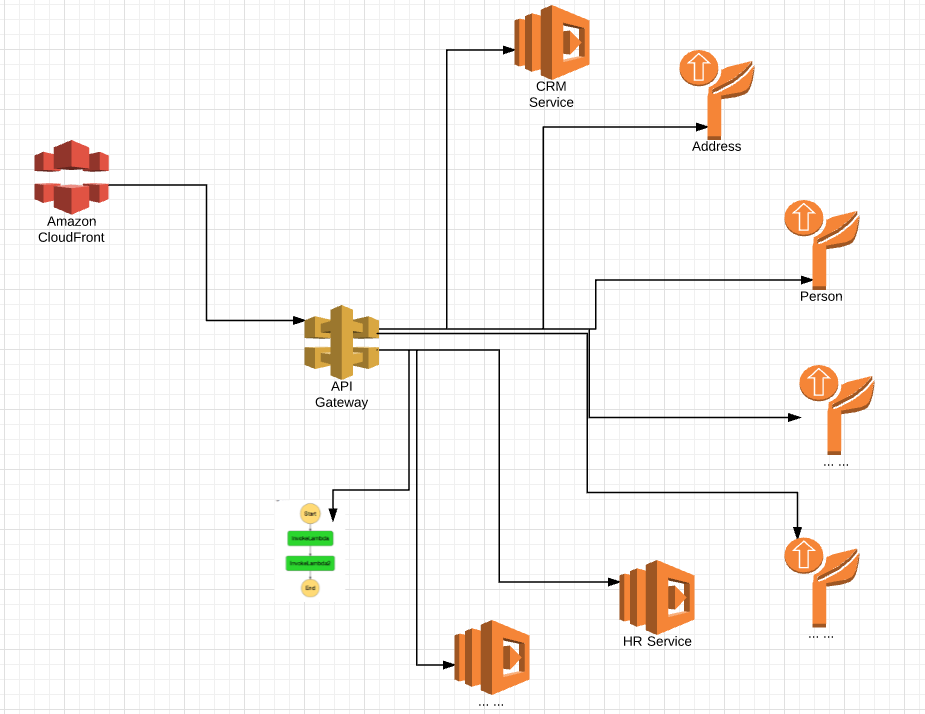 CRM
Service
Address
Amazon
CloudFront
Person
API
Gateway
... ...
Start
InvokeLambda
InvokeLambda2
End
HR Service
... ...
... ...